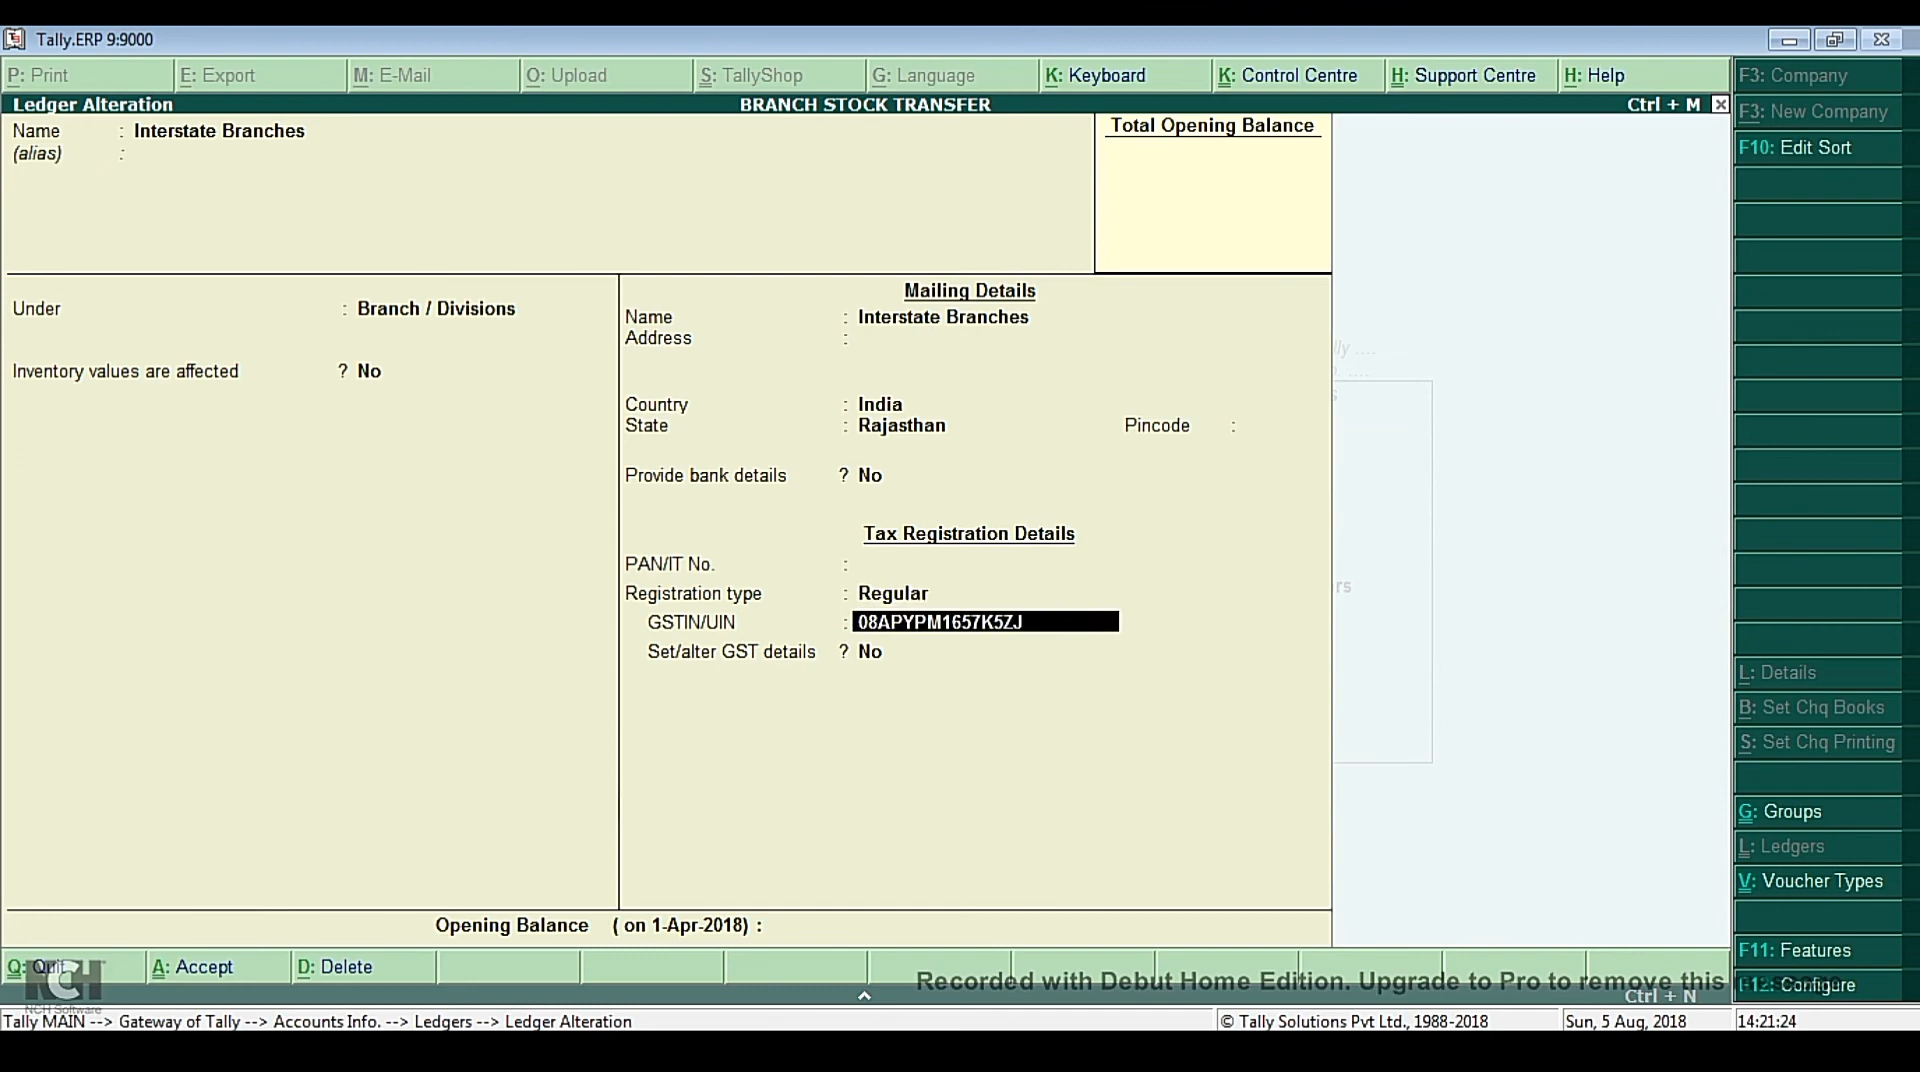 Tally.ERP 9:9000
P: Print E: Export M: E-Mail O: Upload S: TallyShop G: Language K: Keyboard K: Control Centre H: Support Centre H: Help
F3: Company
Ledger Alteration BRANCH STOCK TRANSFER Ctrl + M
F3: New Company
Name : Interstate Branches
(alias) :
Total Opening Balance
F10: Edit Sort
Under : Branch / Divisions
Inventory values are affected ? No
Mailing Details
Name : Interstate Branches
Address :
Country : India
State : Rajasthan Pincode :
Provide bank details ? No
Tax Registration Details
PAN/IT No. :
Registration type : Regular
GSTIN/UIN : 08APYPM1657K5ZJ
Set/alter GST details ? No
L: Details
B: Set Chq Books
S: Set Chq Printing
G: Groups
L: Ledgers
V: Voucher Types
Opening Balance ( on 1-Apr-2018) :
F11: Features
Q: Quit A: Accept D: Delete
NCH Software
Recorded with Debut Home Edition. Upgrade to Pro to remove this
F12: Configure
Ctrl + N
Tally MAIN --> Gateway of Tally --> Accounts Info. --> Ledgers --> Ledger Alteration
© Tally Solutions Pvt Ltd., 1988-2018 Sun, 5 Aug, 2018 14:21:24